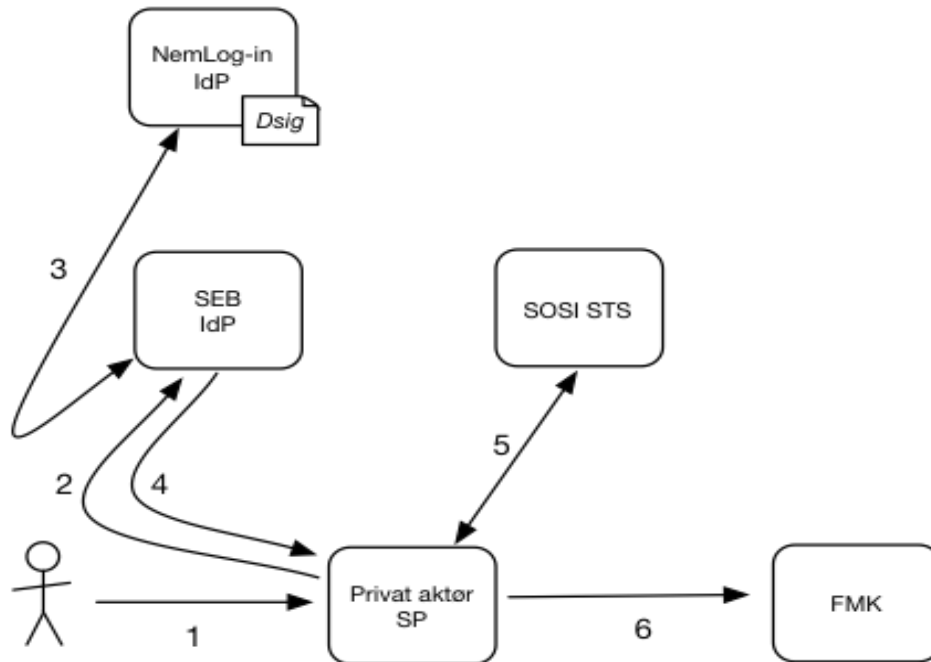 NemLog-in
IdP
Dsig
3
SEB
IdP
SOSI STS
5
2
4
Privat aktør
SP
FMK
1
6